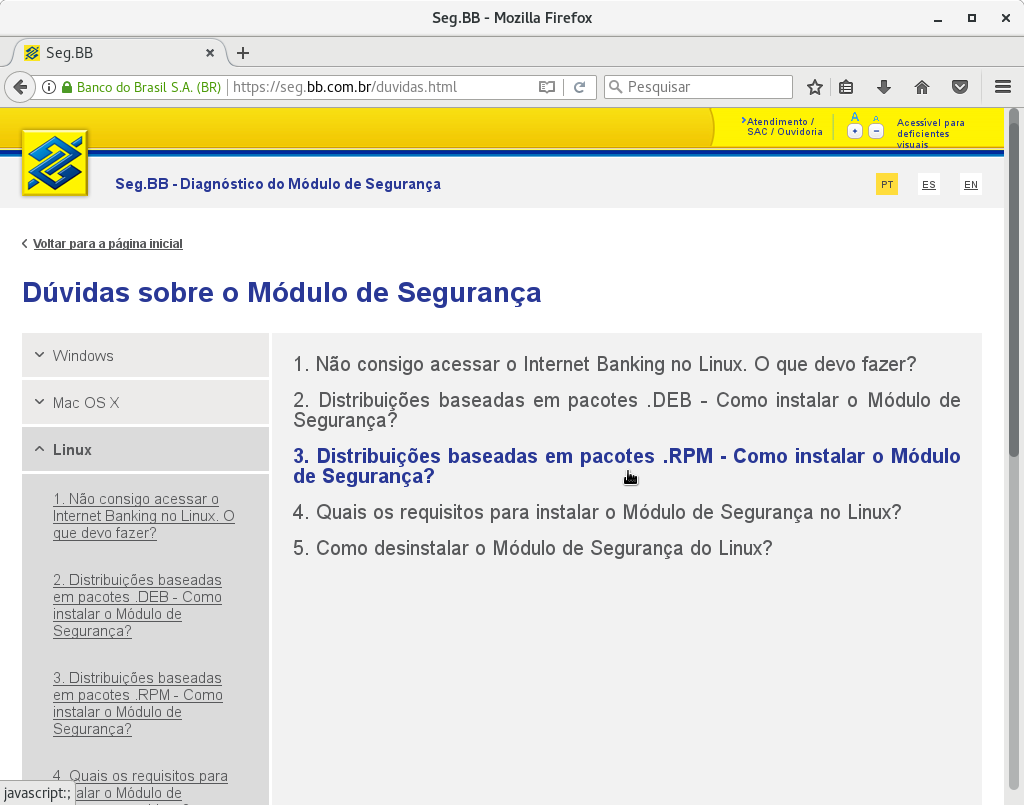 Seg.BB - Mozilla Firefox
Seg.BB
Banco do Brasil S.A. (BR)
https://seg.bb.com.br/duvidas.html
Pesquisar
Atendimento /
SAC / Ouvidoria
A
+
A
−
Acessível para
deficientes
visuais
Seg.BB - Diagnóstico do Módulo de Segurança
PT
ES
EN
Voltar para a página inicial
Dúvidas sobre o Módulo de Segurança
Windows
Mac OS X
Linux
1. Não consigo acessar o
Internet Banking no Linux. O
que devo fazer?
2. Distribuições baseadas
em pacotes .DEB - Como
instalar o Módulo de
Segurança?
3. Distribuições baseadas
em pacotes .RPM - Como
instalar o Módulo de
Segurança?
4. Quais os requisitos para
alar o Módulo de
1. Não consigo acessar o Internet Banking no Linux. O que devo fazer?
2. Distribuições baseadas em pacotes .DEB - Como instalar o Módulo de
Segurança?
3. Distribuições baseadas em pacotes .RPM - Como instalar o Módulo
de Segurança?
4. Quais os requisitos para instalar o Módulo de Segurança no Linux?
5. Como desinstalar o Módulo de Segurança do Linux?
javascript:;